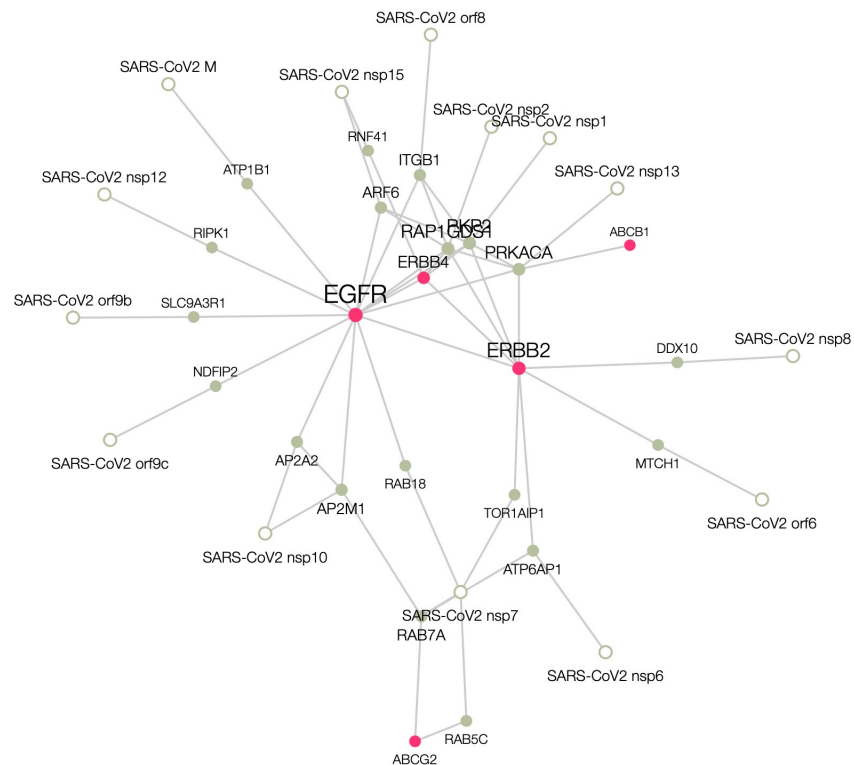 SARS-CoV2 orf8
SARS-CoV2 M
SARS-CoV2 nsp15
SARS-CoV2 nsp2
SARS-CoV2 nsp1
RNF41
ITGB1
ATP1B1
SARS-CoV2 nsp13
SARS-CoV2 nsp12
ARF6
RIPK1
PKP2
RAP1GDS1
ABCB1
PRKACA
ERBB4
EGFR
SARS-CoV2 orf9b
SLC9A3R1
SARS-CoV2 nsp8
ERBB2
DDX10
NDFIP2
SARS-CoV2 orf9c
AP2A2
MTCH1
RAB18
AP2M1
TOR1AIP1
SARS-CoV2 orf6
SARS-CoV2 nsp10
ATP6AP1
SARS-CoV2 nsp7
RAB7A
SARS-CoV2 nsp6
RAB5C
ABCG2